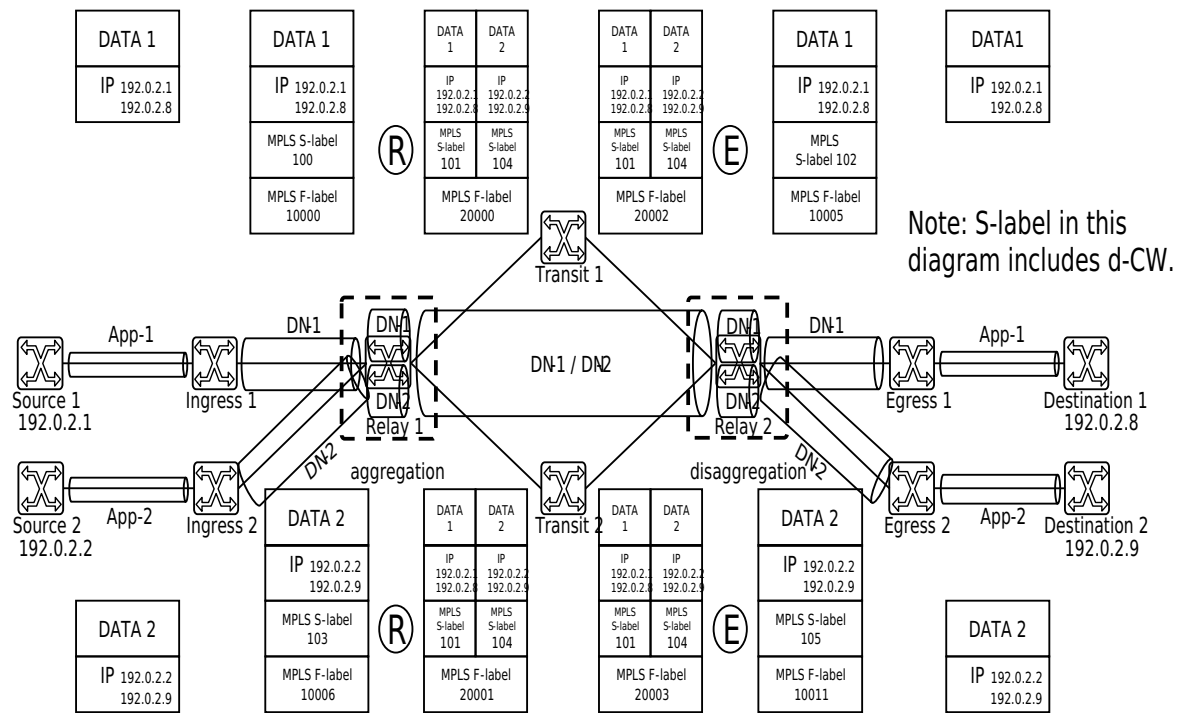 DATA 1
IP 192.0.2.1
192.0.2.8
DATA 1
IP 192.0.2.1
192.0.2.8
MPLS S-label
100
MPLS F-label
10000
R
DATA
1
DATA
2
IP
192.0.2.1
192.0.2.8
IP
192.0.2.2
192.0.2.9
MPLS
S-label
101
MPLS
S-label
104
MPLS F-label
20000
DATA
1
DATA
2
IP
192.0.2.1
192.0.2.8
IP
192.0.2.2
192.0.2.9
MPLS
S-label
101
MPLS
S-label
104
MPLS F-label
20002
E
DATA 1
IP 192.0.2.1
192.0.2.8
MPLS
S-label 102
MPLS F-label
10005
DATA1
IP 192.0.2.1
192.0.2.8
Note: S-label in this
diagram includes d-CW.
Transit 1
App-1
DN-1
DN-1
DN-1 / DN-2
DN-1
DN-1
App-1
Source 1
192.0.2.1
Ingress 1
DN-2
Relay 1
DN-2
Relay 2
Egress 1
Destination 1
192.0.2.8
DN-2
aggregation
disaggregation
DN-2
Source 2
192.0.2.2
App-2
Ingress 2
Transit 2
Egress 2
App-2
Destination 2
192.0.2.9
DATA 2
IP 192.0.2.2
192.0.2.9
DATA 2
IP 192.0.2.2
192.0.2.9
MPLS S-label
103
MPLS F-label
10006
R
DATA
1
DATA
2
IP
192.0.2.1
192.0.2.8
IP
192.0.2.2
192.0.2.9
MPLS
S-label
101
MPLS
S-label
104
MPLS F-label
20001
DATA
1
DATA
2
IP
192.0.2.1
192.0.2.8
IP
192.0.2.2
192.0.2.9
MPLS
S-label
101
MPLS
S-label
104
MPLS F-label
20003
E
DATA 2
IP 192.0.2.2
192.0.2.9
MPLS S-label
105
MPLS F-label
10011
DATA 2
IP 192.0.2.2
192.0.2.9